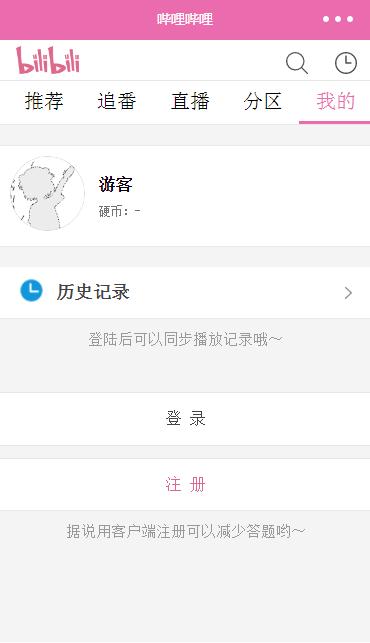 哔哩哔哩
bilibili
推荐 追番 直播 分区 我的
游客
硬币：-
历史记录
登陆后可以同步播放记录哦～
登 录
注 册
据说用客户端注册可以减少答题哟～